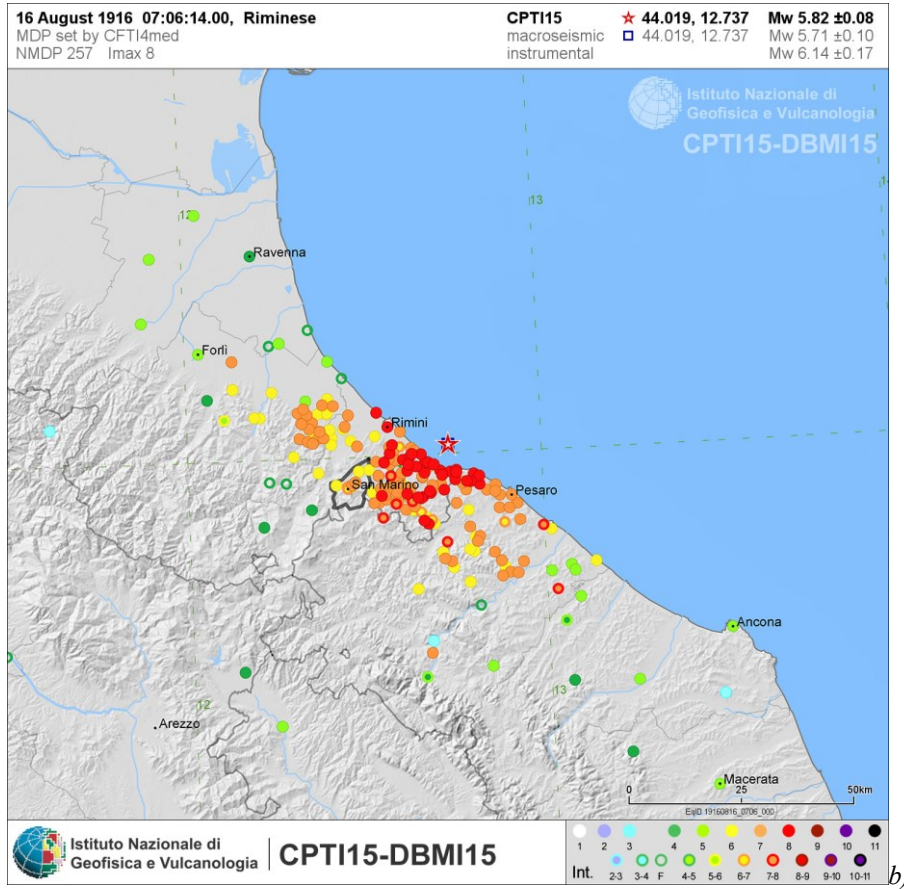 16 August 1916 07:06:14.00, Riminese
MDP set by CFTI4med
NMDP 257 Imax 8
CPTI15 44.019, 12.737 Mw 5.82 ±0.08
macroseismic 44.019, 12.737 Mw 5.71 ±0.10
instrumental Mw 6.14 ±0.17
Istituto Nazionale di
Geofisica e Vulcanologia
CPTI15-DBMI15
12
13
14
Ravenna
Forlì
Rimini
San Marino
Pesaro
Ancona
13
12
Arezzo
Macerata
0 25 50km
EqID 19160816_0706_000
Istituto Nazionale di
Geofisica e Vulcanologia
CPTI15-DBMI15
1 2 3 4 5 6 7 8 9 10 11
Int. 2-3 3-4 F 4-5 5-6 6-7 7-8 8-9 9-10 10-11
b)